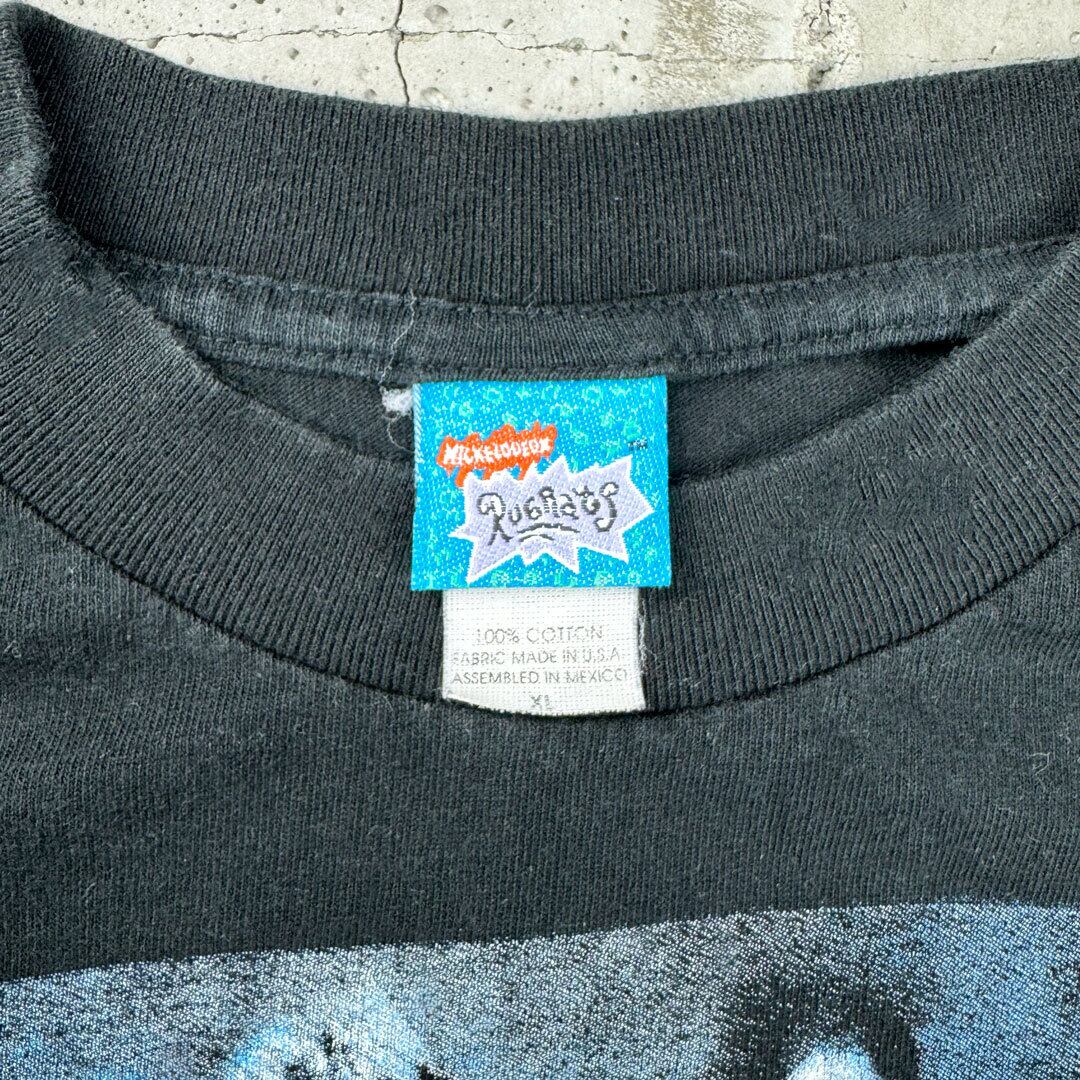 NICKELODEON
RUGRATS
100% COTTON
FABRIC MADE IN U.S.A
ASSEMBLED IN MEXICO
XL